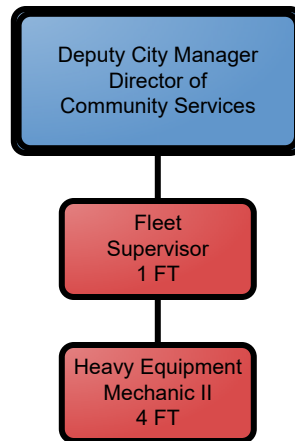 Deputy City Manager
Director of
Community Services
Fleet
Supervisor
1 FT
Heavy Equipment
Mechanic II
4 FT